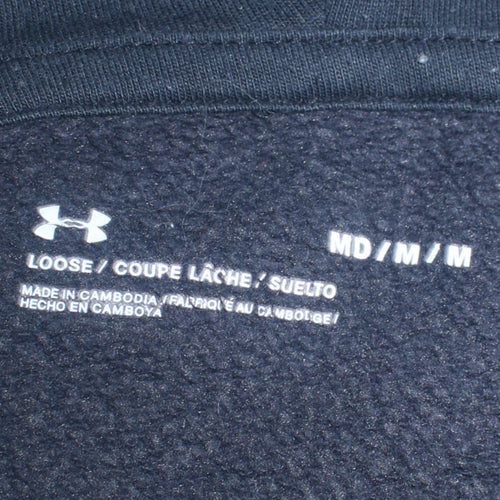 MD/M/M
LOOSE / COUPE LÂCHE / SUELTO
MADE IN CAMBODIA / FABRIQUÉ AU CAMBODGE /
HECHO EN CAMBOYA